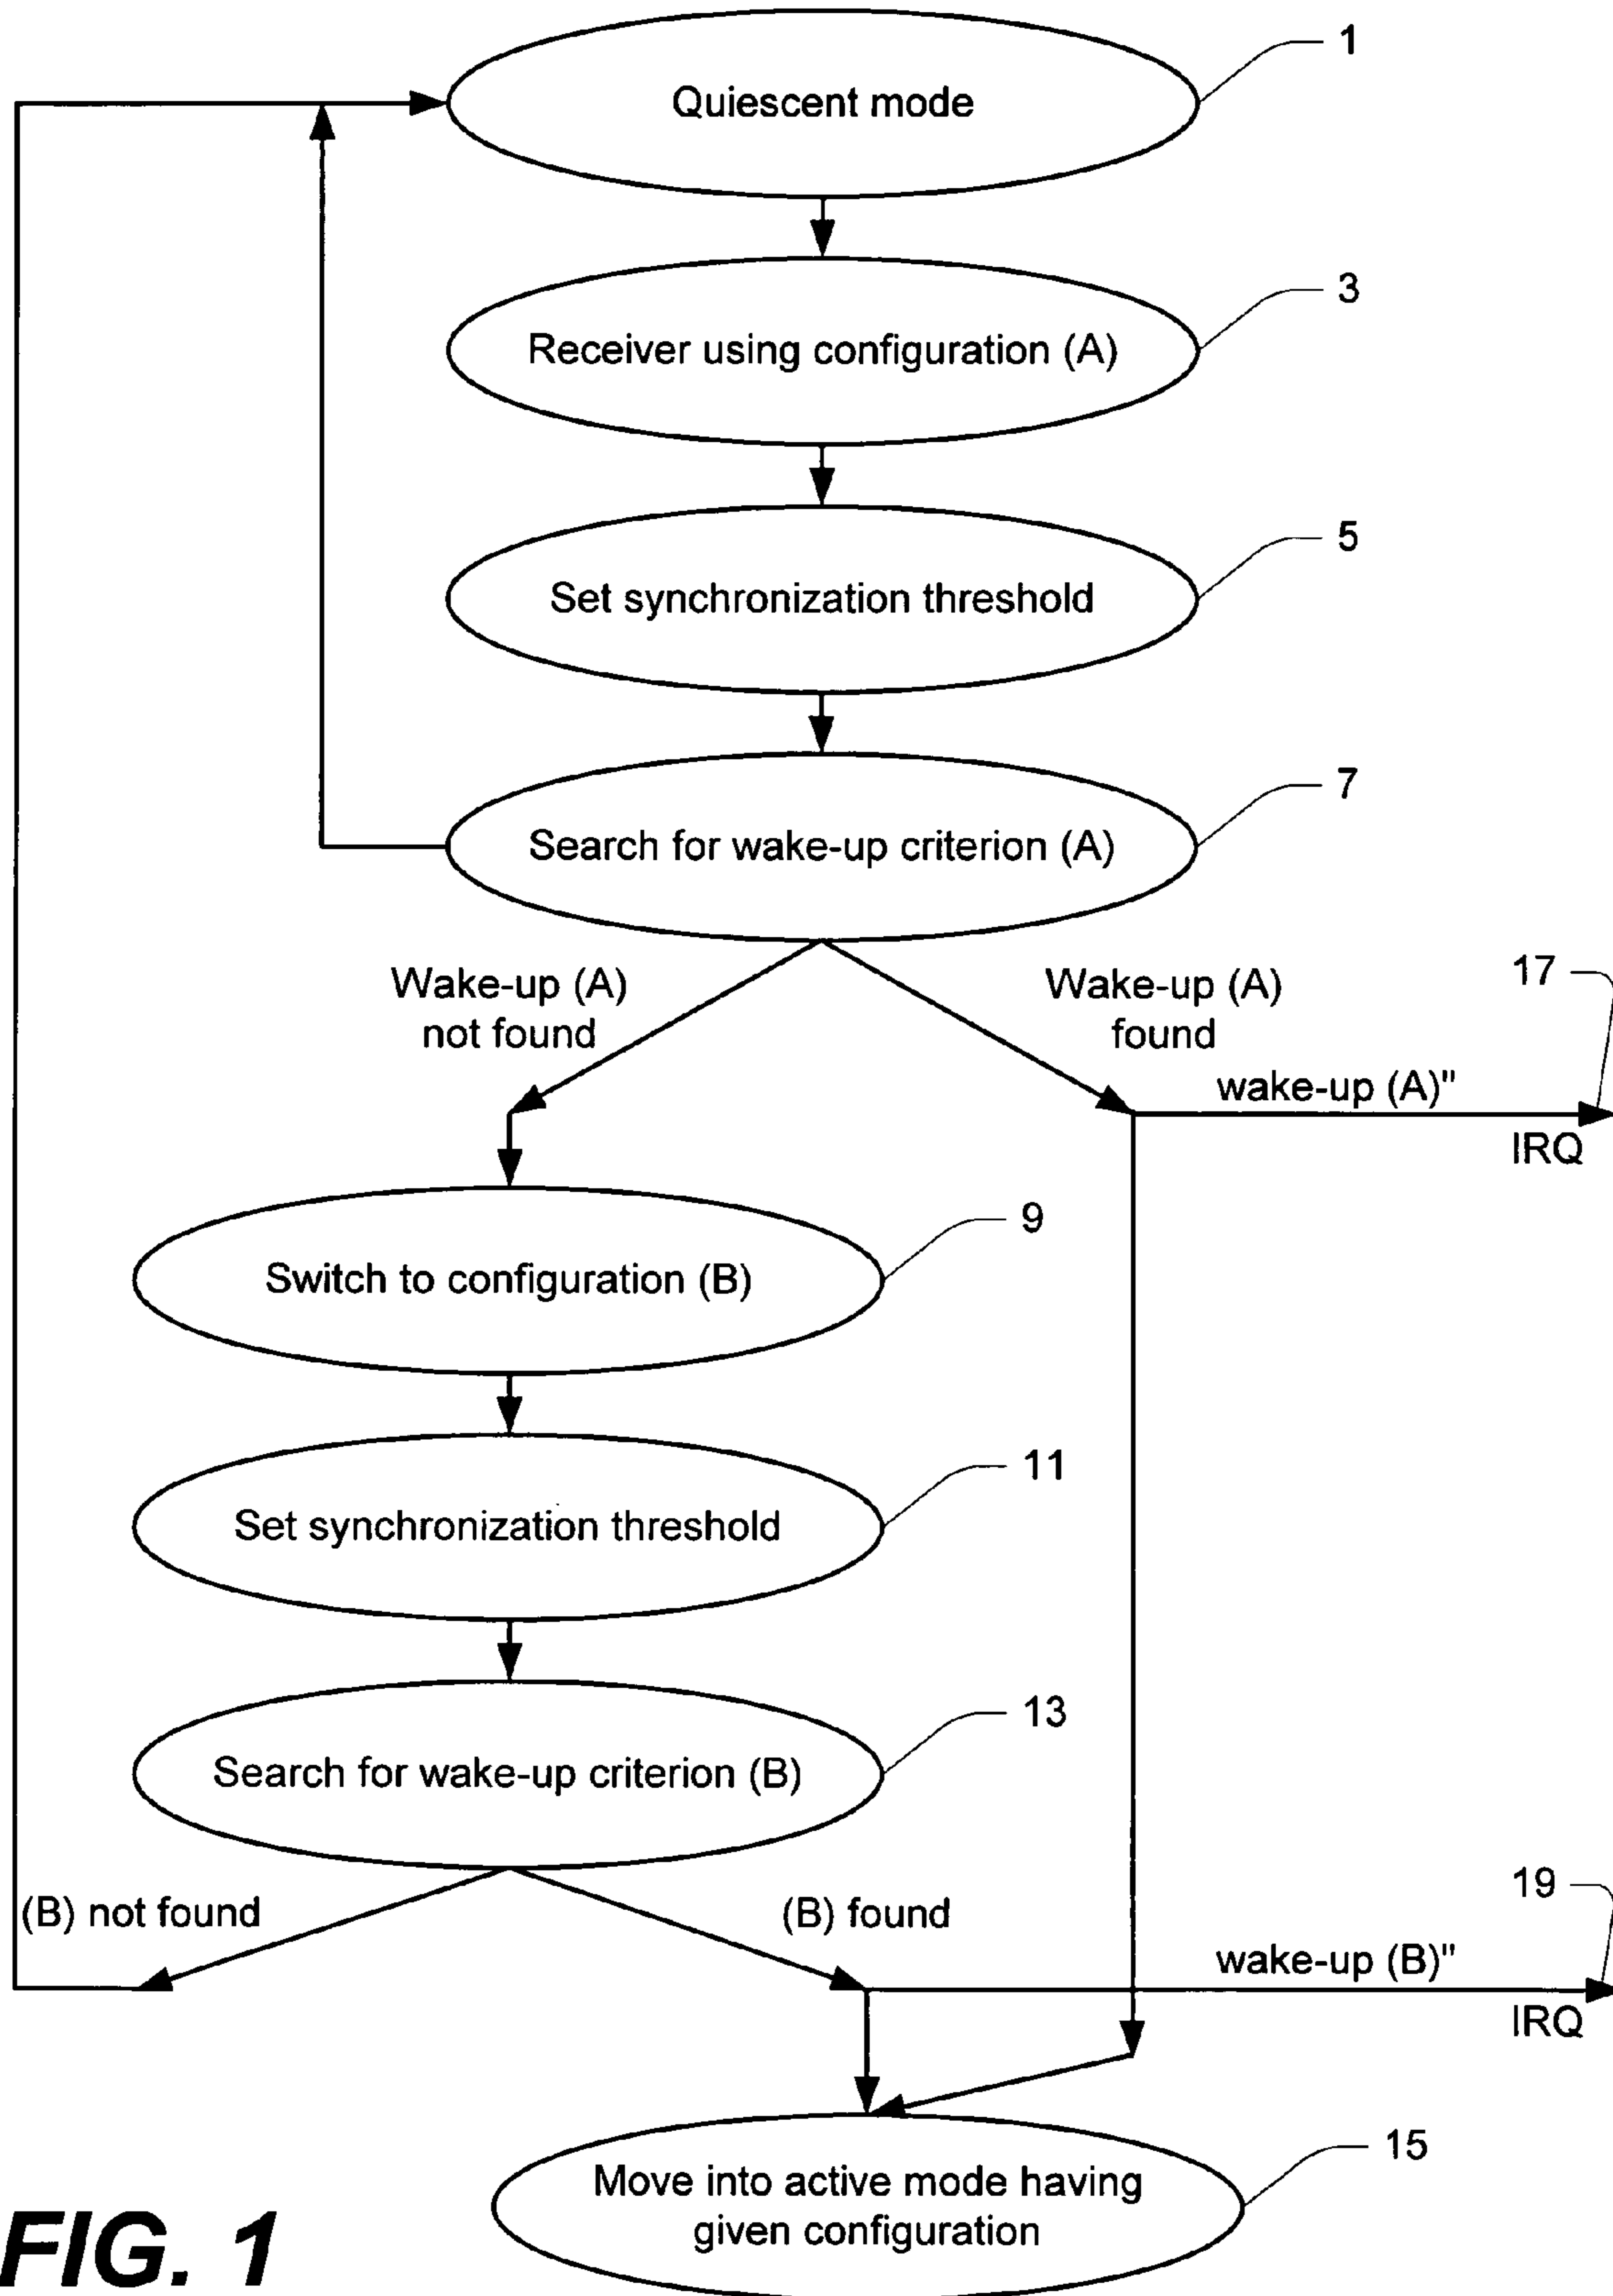 1
Quiescent mode
3
Receiver using configuration (A)
5
Set synchronization threshold
7
Search for wake-up criterion (A)
Wake-up (A)
not found
Wake-up (A)
found
17
wake-up (A)"
IRQ
9
Switch to configuration (B)
11
Set synchronization threshold
13
Search for wake-up criterion (B)
(B) not found
(B) found
19
wake-up (B)"
IRQ
15
Move into active mode having
given configuration
FIG. 1